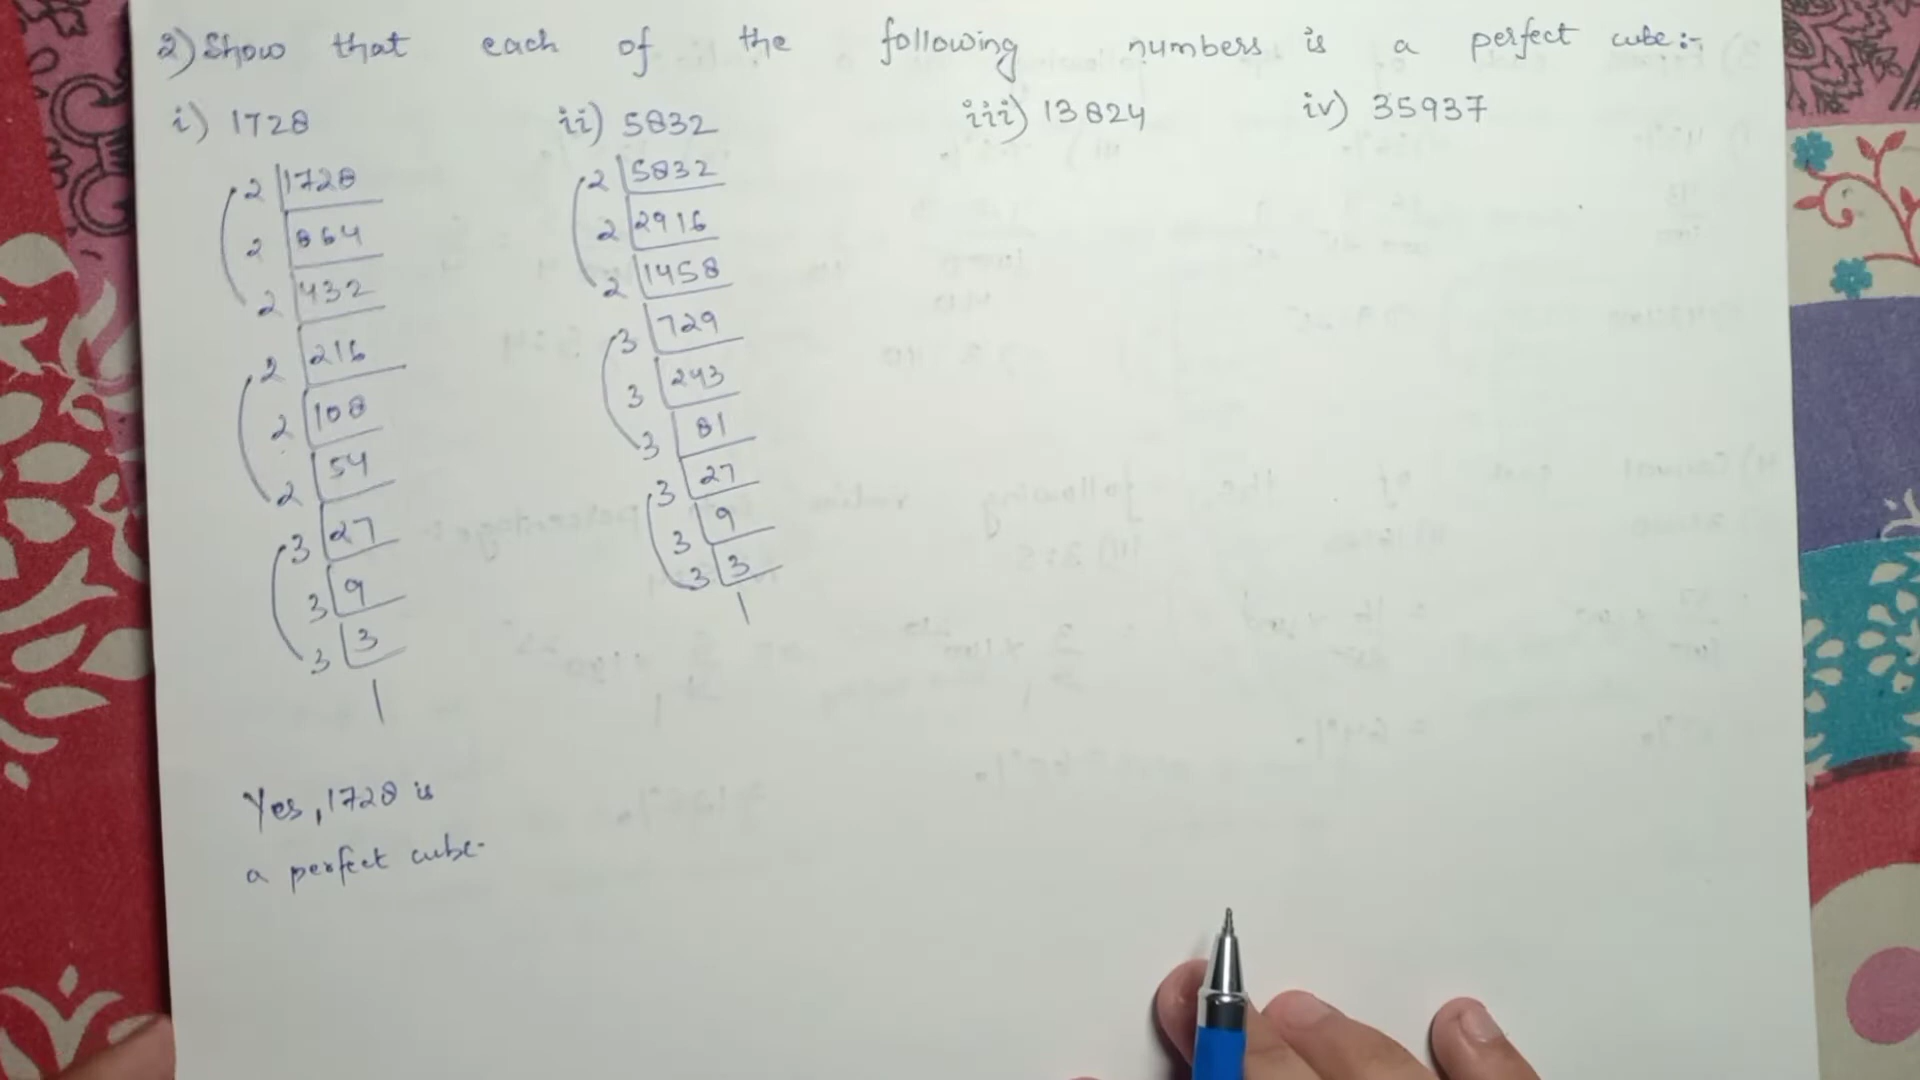 2) Show that each of the following numbers is a perfect cube:-
i) 1728 ii) 5832 iii) 13824 iv) 35937
2 | 1728
2 | 864
2 | 432
2 | 216
2 | 108
2 | 54
3 | 27
3 | 9
3 | 3
1
Yes, 1728 is
a perfect cube.
2 | 5832
2 | 2916
2 | 1458
3 | 729
3 | 243
3 | 81
3 | 27
3 | 9
3 | 3
1